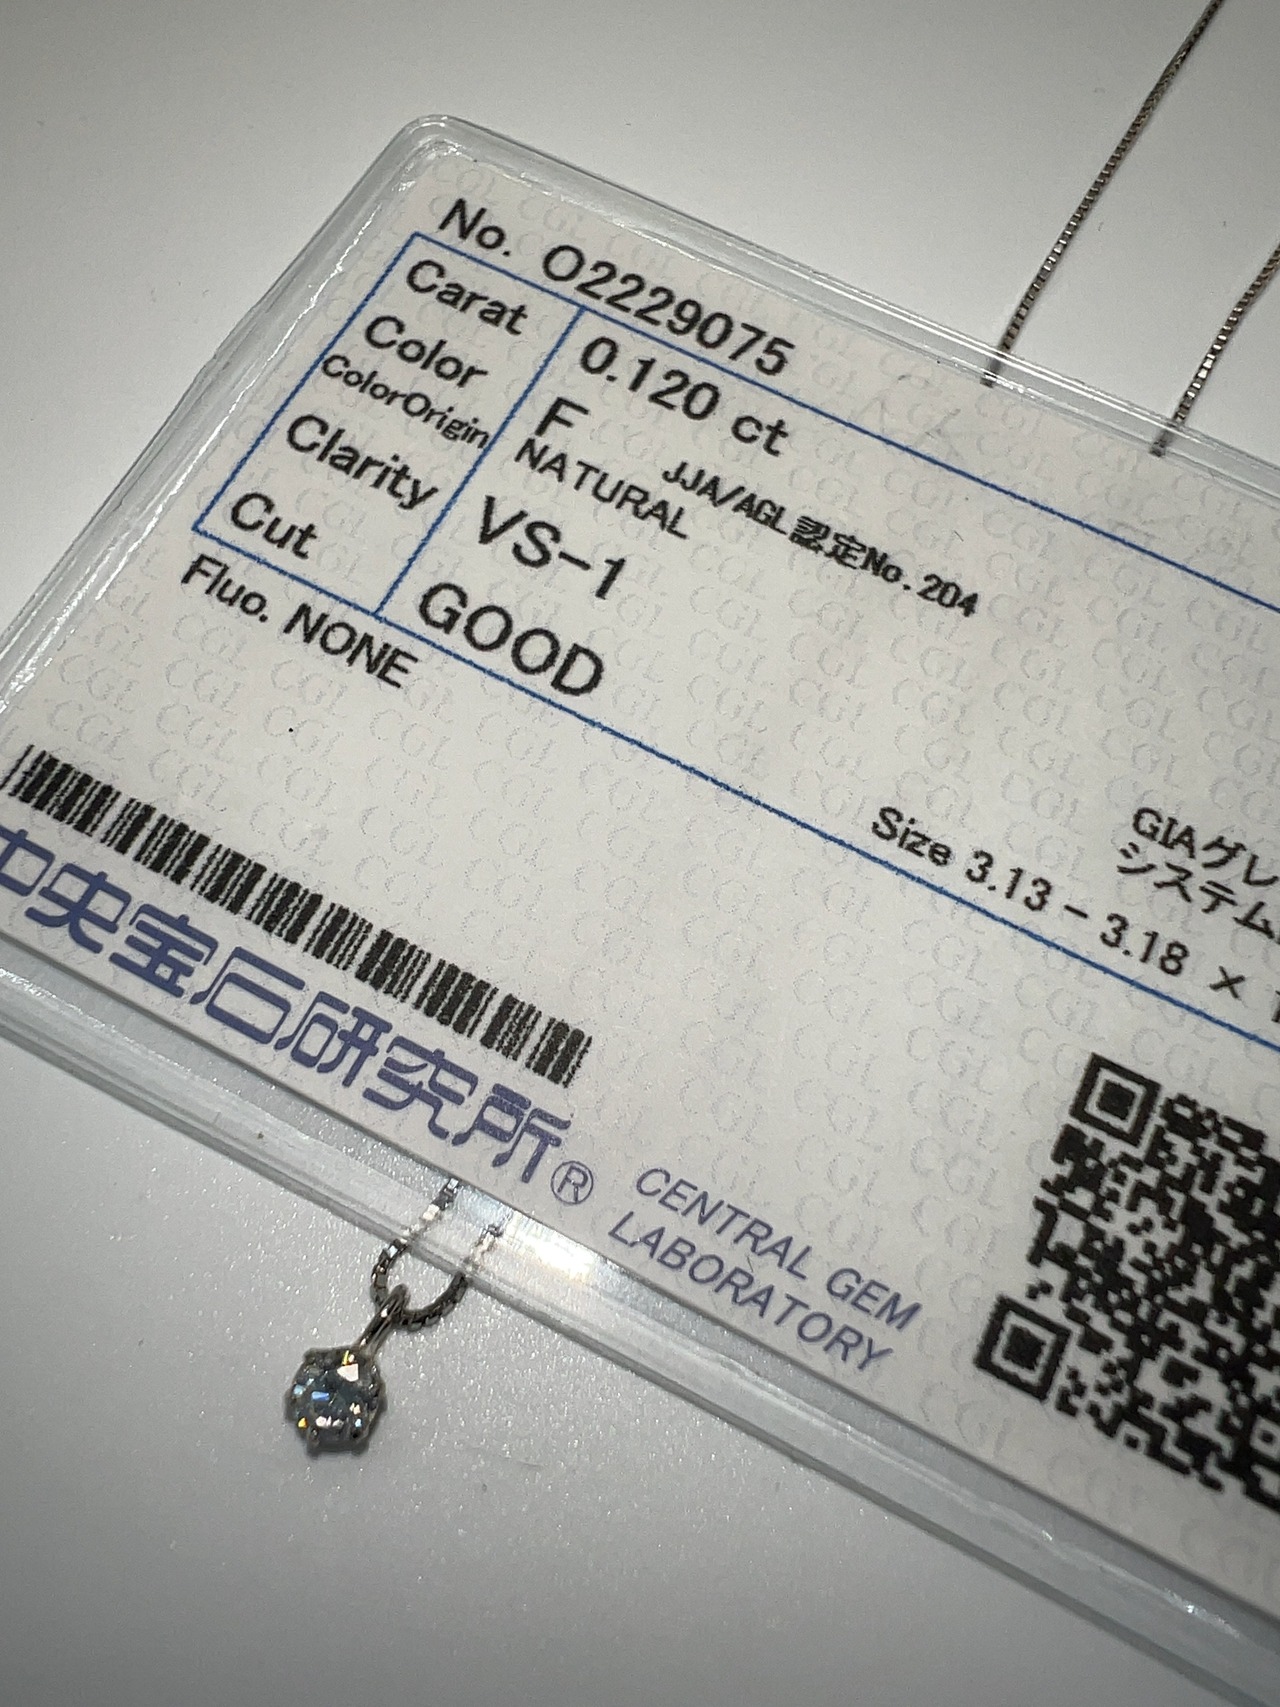 No. O2229075
Carat 0.120 ct
Color F JJA/AGL認定No.204
ColorOrigin NATURAL
Clarity VS-1
Cut GOOD
Fluo. NONE
GIAグレ
システム
Size 3.13 - 3.18 ×
中央宝石研究所®
CENTRAL GEM
LABORATORY